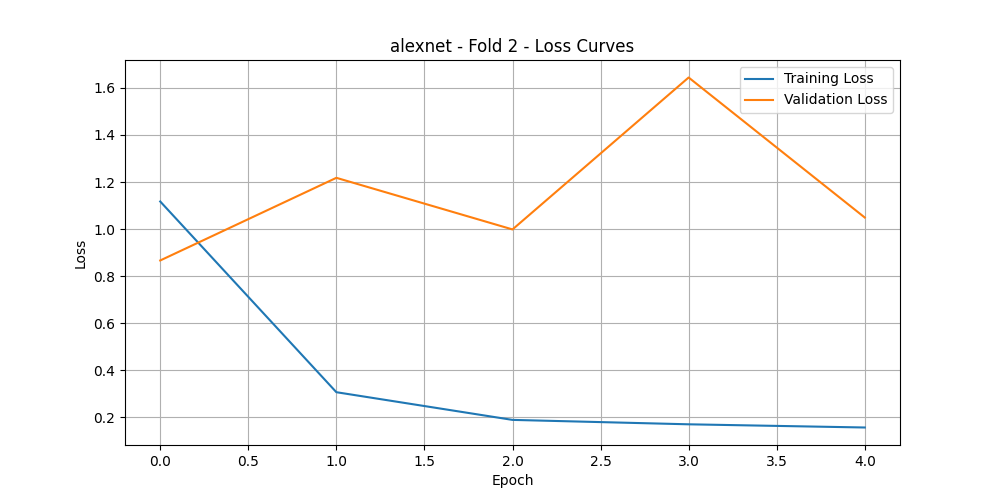 alexnet - Fold 2 - Loss Curves
Training Loss
Validation Loss
Loss
1.6
1.4
1.2
1.0
0.8
0.6
0.4
0.2
0.0 0.5 1.0 1.5 2.0 2.5 3.0 3.5 4.0
Epoch